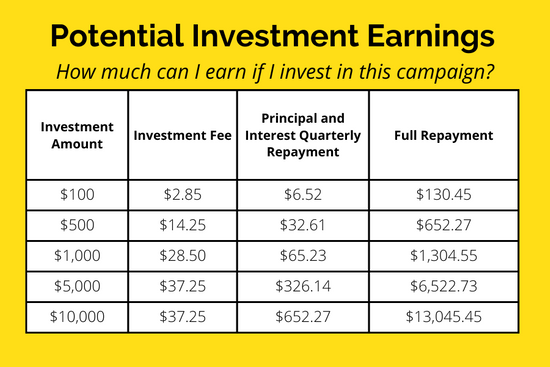 Potential Investment Earnings
How much can I earn if I invest in this campaign?
Investment Amount | Investment Fee | Principal and Interest Quarterly Repayment | Full Repayment
$100 | $2.85 | $6.52 | $130.45
$500 | $14.25 | $32.61 | $652.27
$1,000 | $28.50 | $65.23 | $1,304.55
$5,000 | $37.25 | $326.14 | $6,522.73
$10,000 | $37.25 | $652.27 | $13,045.45